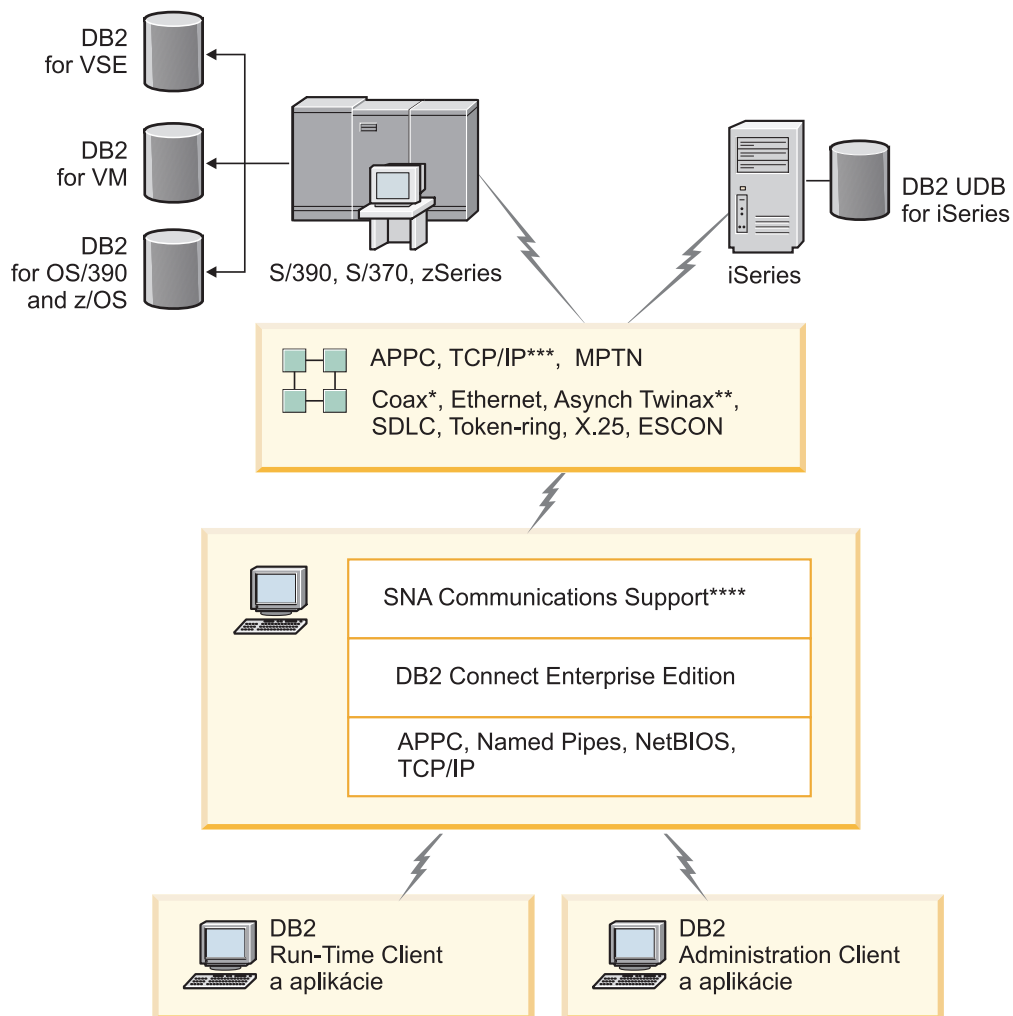 DB2
for VSE
DB2
for VM
DB2
for OS/390
and z/OS
S/390, S/370, zSeries
DB2 UDB
for iSeries
iSeries
APPC, TCP/IP***, MPTN
Coax*, Ethernet, Asynch Twinax**,
SDLC, Token-ring, X.25, ESCON
SNA Communications Support****
DB2 Connect Enterprise Edition
APPC, Named Pipes, NetBIOS,
TCP/IP
DB2
Run-Time Client
a aplikácie
DB2
Administration Client
a aplikácie